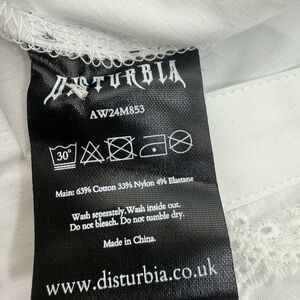 DISTURBIA
AW24M853
30°
Main: 63% Cotton 33% Nylon 4% Elastane
Wash seperately. Wash inside out.
Do not bleach. Do not tumble dry.
Made in China.
www.disturbia.co.uk